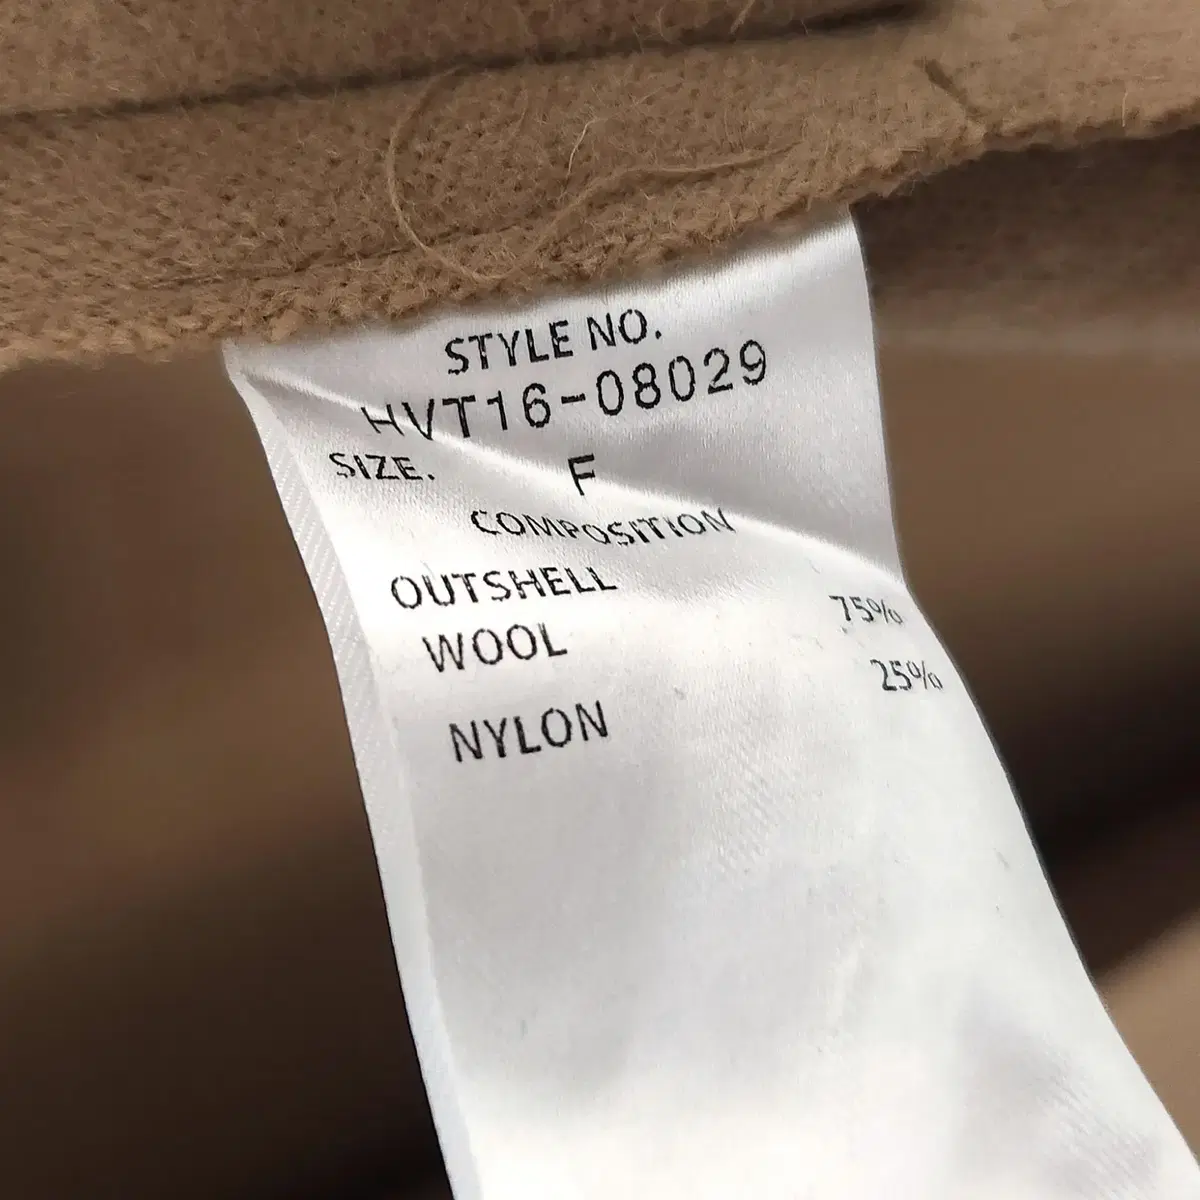 STYLE NO.
HVT16-08029
SIZE. F
COMPOSITION
OUTSHELL
WOOL 75%
NYLON 25%